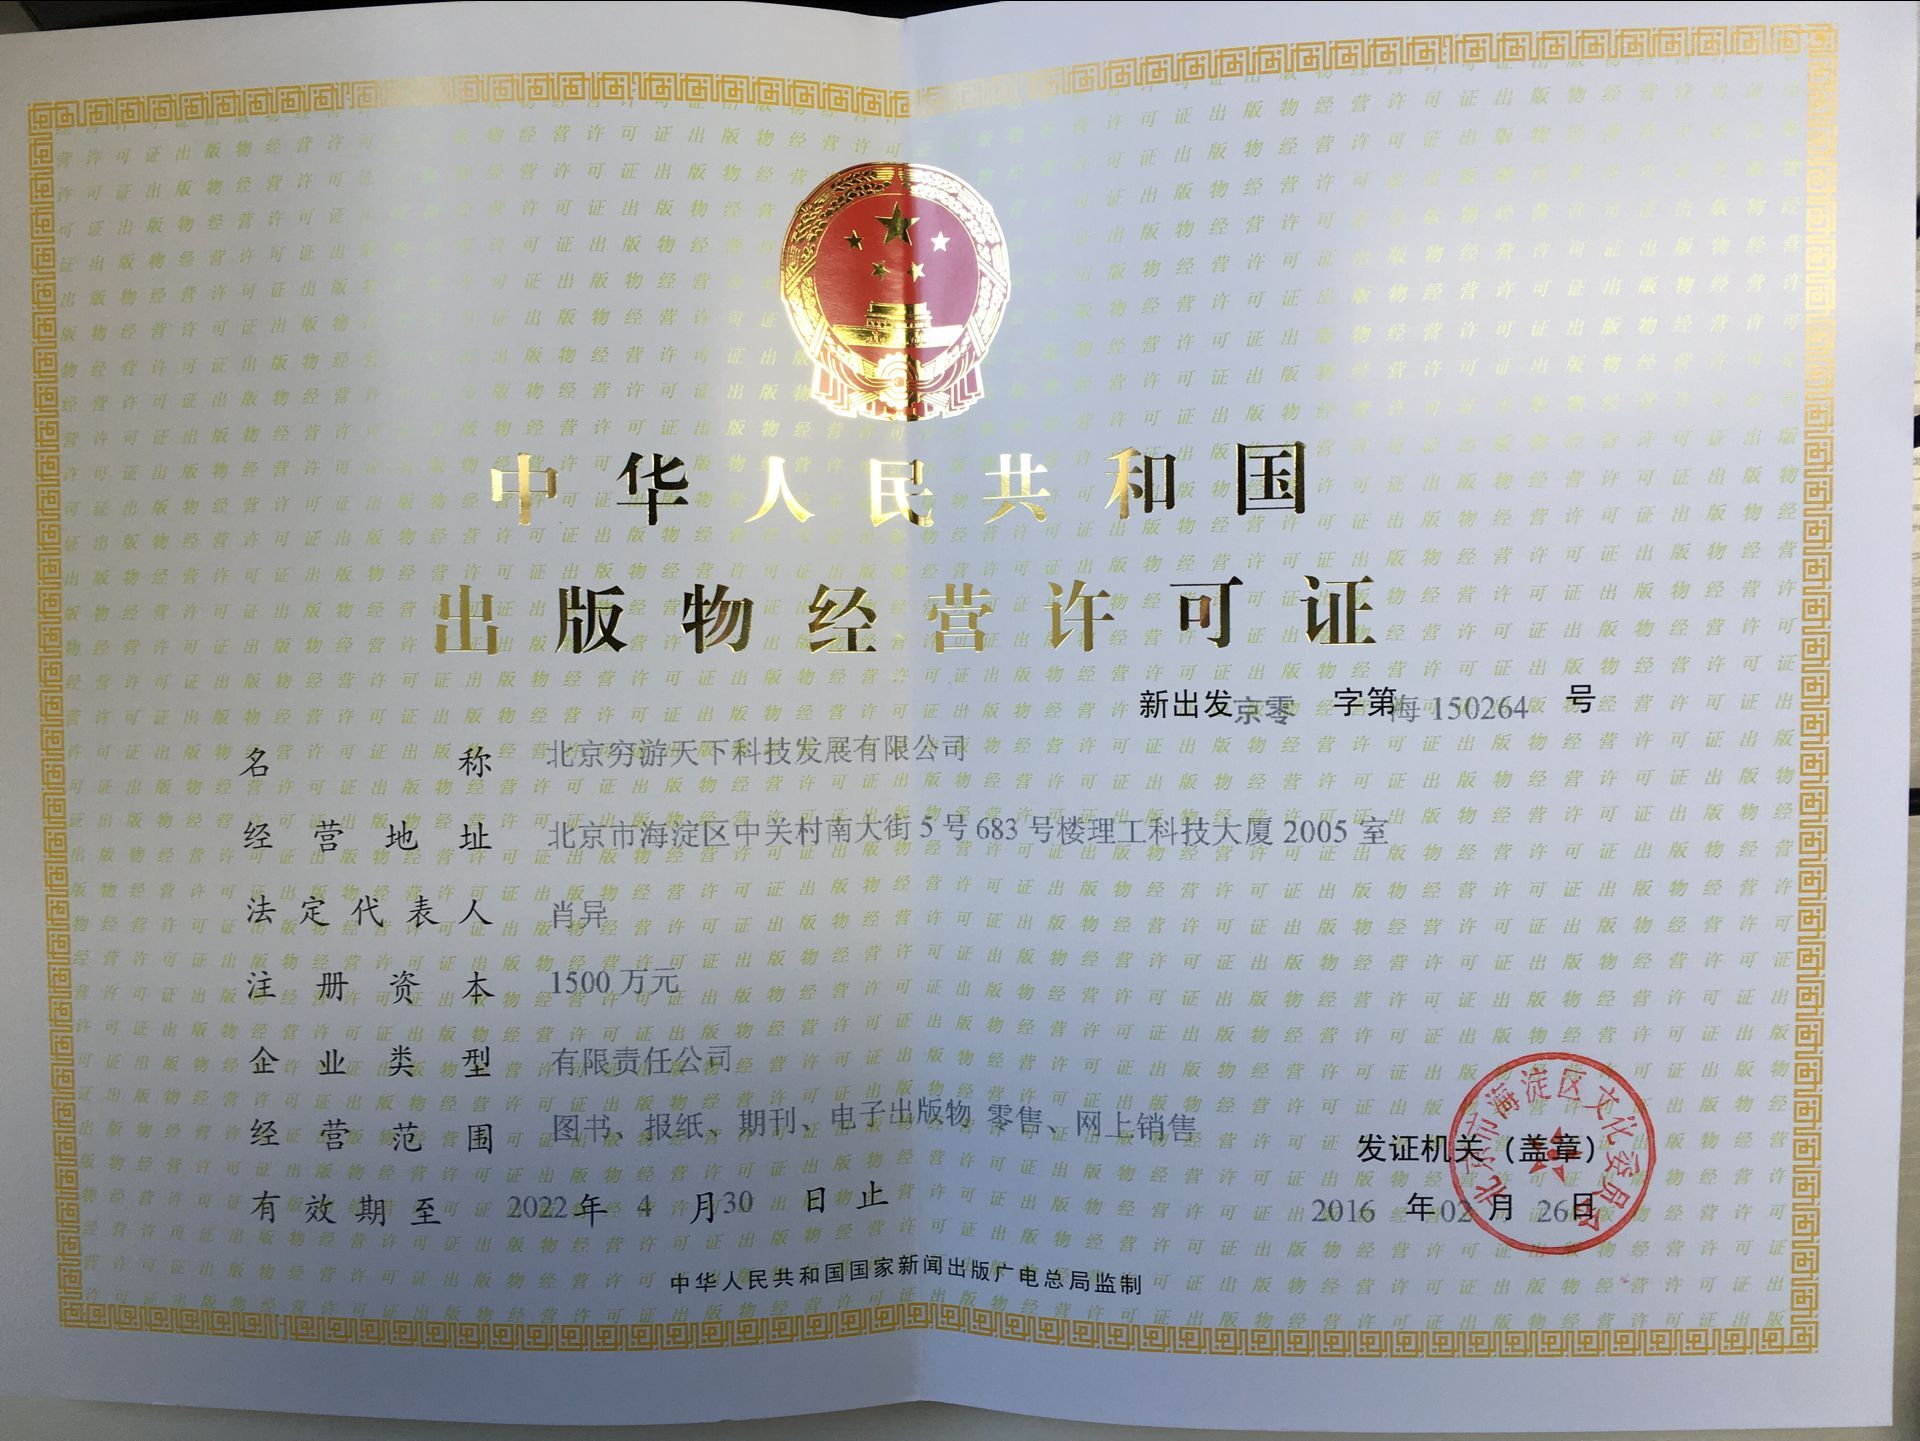 中华人民共和国
出版物经营许可证
新出发京零 字第海150264 号
名称 北京穷游天下科技发展有限公司
经营地址 北京市海淀区中关村南大街5号683号楼理工科技大厦2005室
法定代表人 肖异
注册资本 1500万元
企业类型 有限责任公司
经营范围 图书、报纸、期刊、电子出版物 零售、网上销售
有效期至 2022年 4 月30 日止
北京市海淀区文化委员会
发证机关（盖章）
2016 年02月 26日
中华人民共和国国家新闻出版广电总局监制